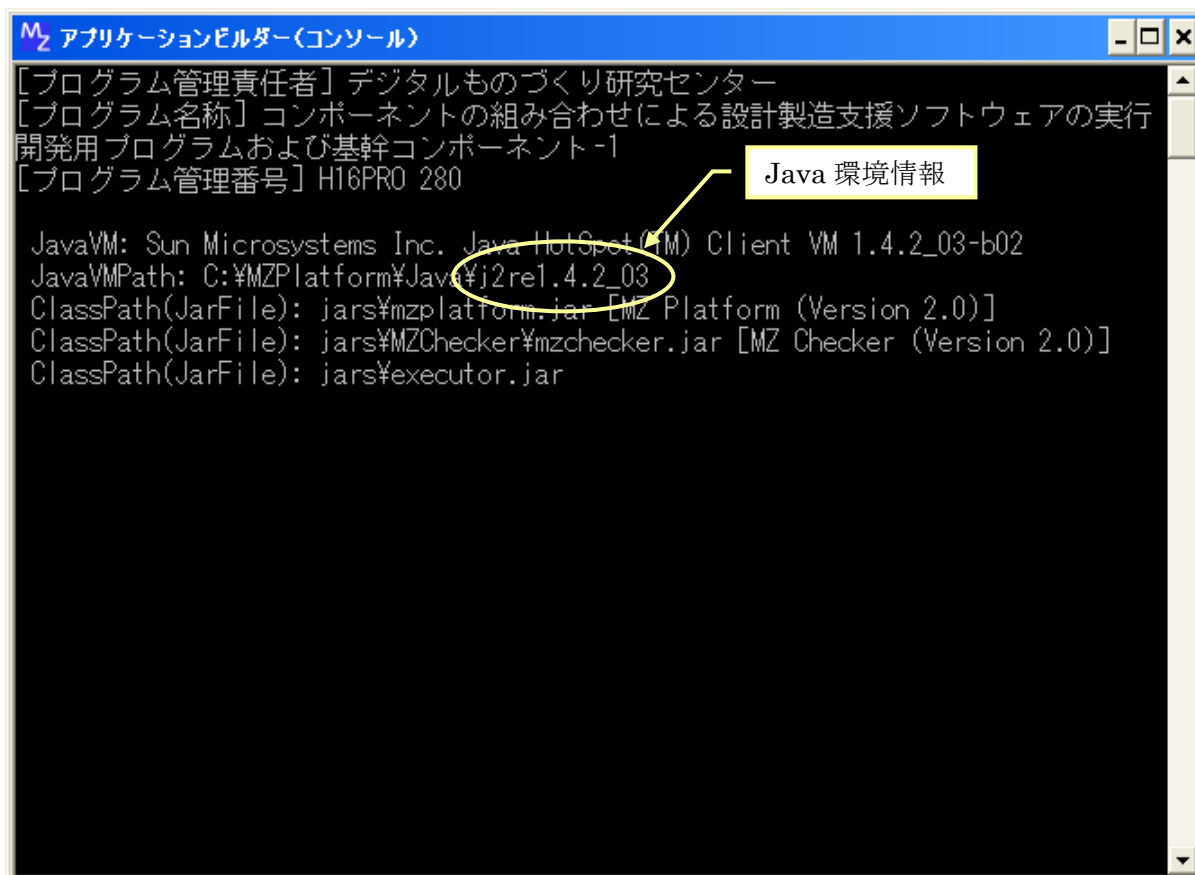 Mz アプリケーションビルダー(コンソール)
[プログラム管理責任者] デジタルものづくり研究センター
[プログラム名称] コンポーネントの組み合わせによる設計製造支援ソフトウェアの実行
開発用プログラムおよび基幹コンポーネント-1
[プログラム管理番号] H16PRO 280
Java 環境情報
JavaVM: Sun Microsystems Inc. Java HotSpot(TM) Client VM 1.4.2_03-b02
JavaVMPath: C:¥MZPlatform¥Java¥j2re1.4.2_03
ClassPath(JarFile): jars¥mzplatform.jar [MZ Platform (Version 2.0)]
ClassPath(JarFile): jars¥MZChecker¥mzchecker.jar [MZ Checker (Version 2.0)]
ClassPath(JarFile): jars¥executor.jar